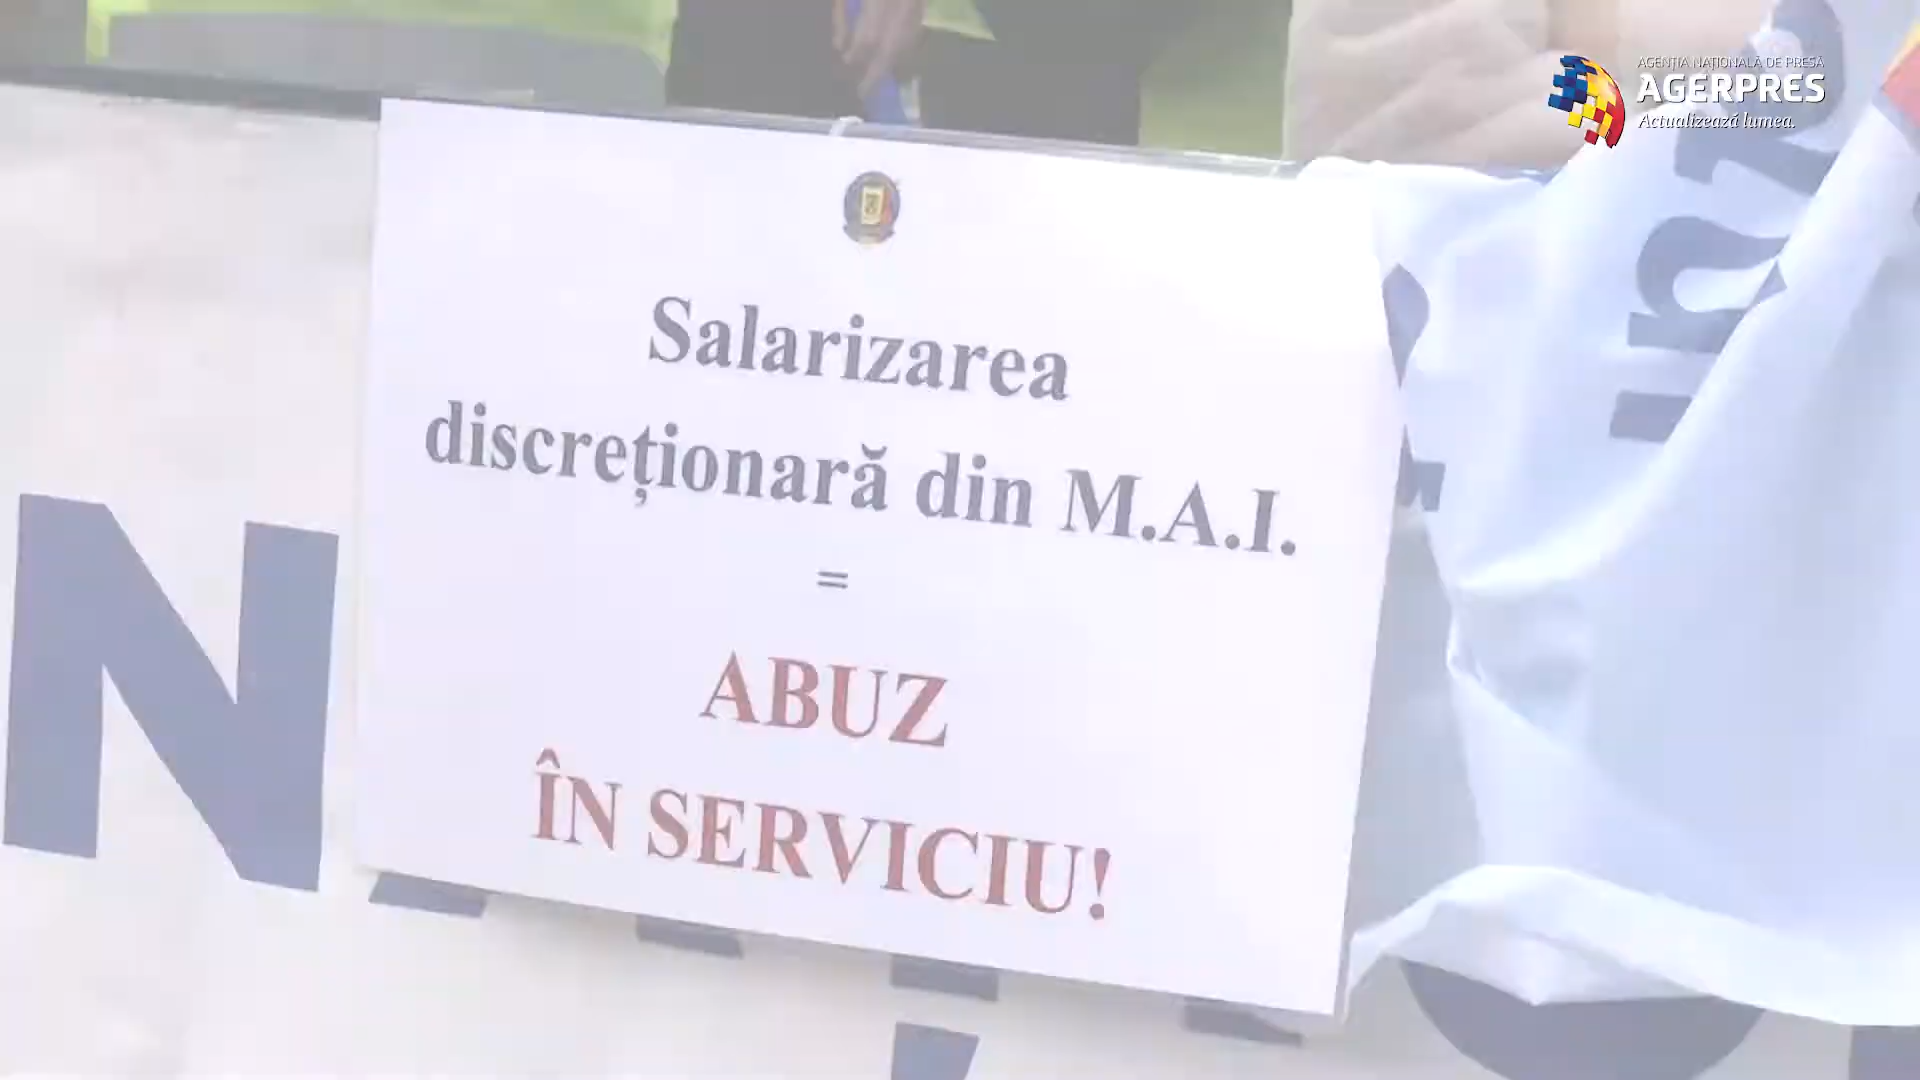 AGENȚIA NAȚIONALĂ DE PRESĂ
AGERPRES
Actualizează lumea.
Salarizarea
discreționară din M.A.I.
=
ABUZ
ÎN SERVICIU!
N